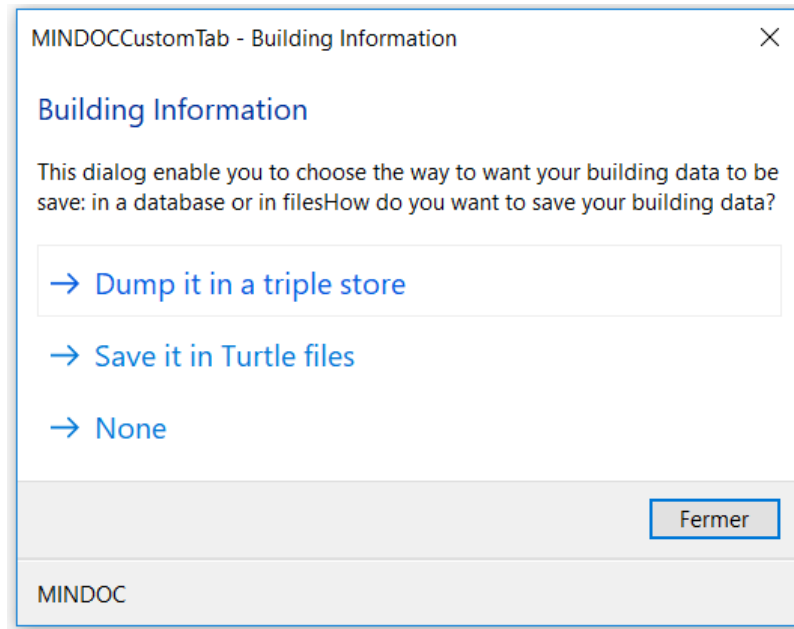 MINDOCCustomTab - Building Information
Building Information
This dialog enable you to choose the way to want your building data to be
save: in a database or in filesHow do you want to save your building data?
Dump it in a triple store
Save it in Turtle files
None
Fermer
MINDOC